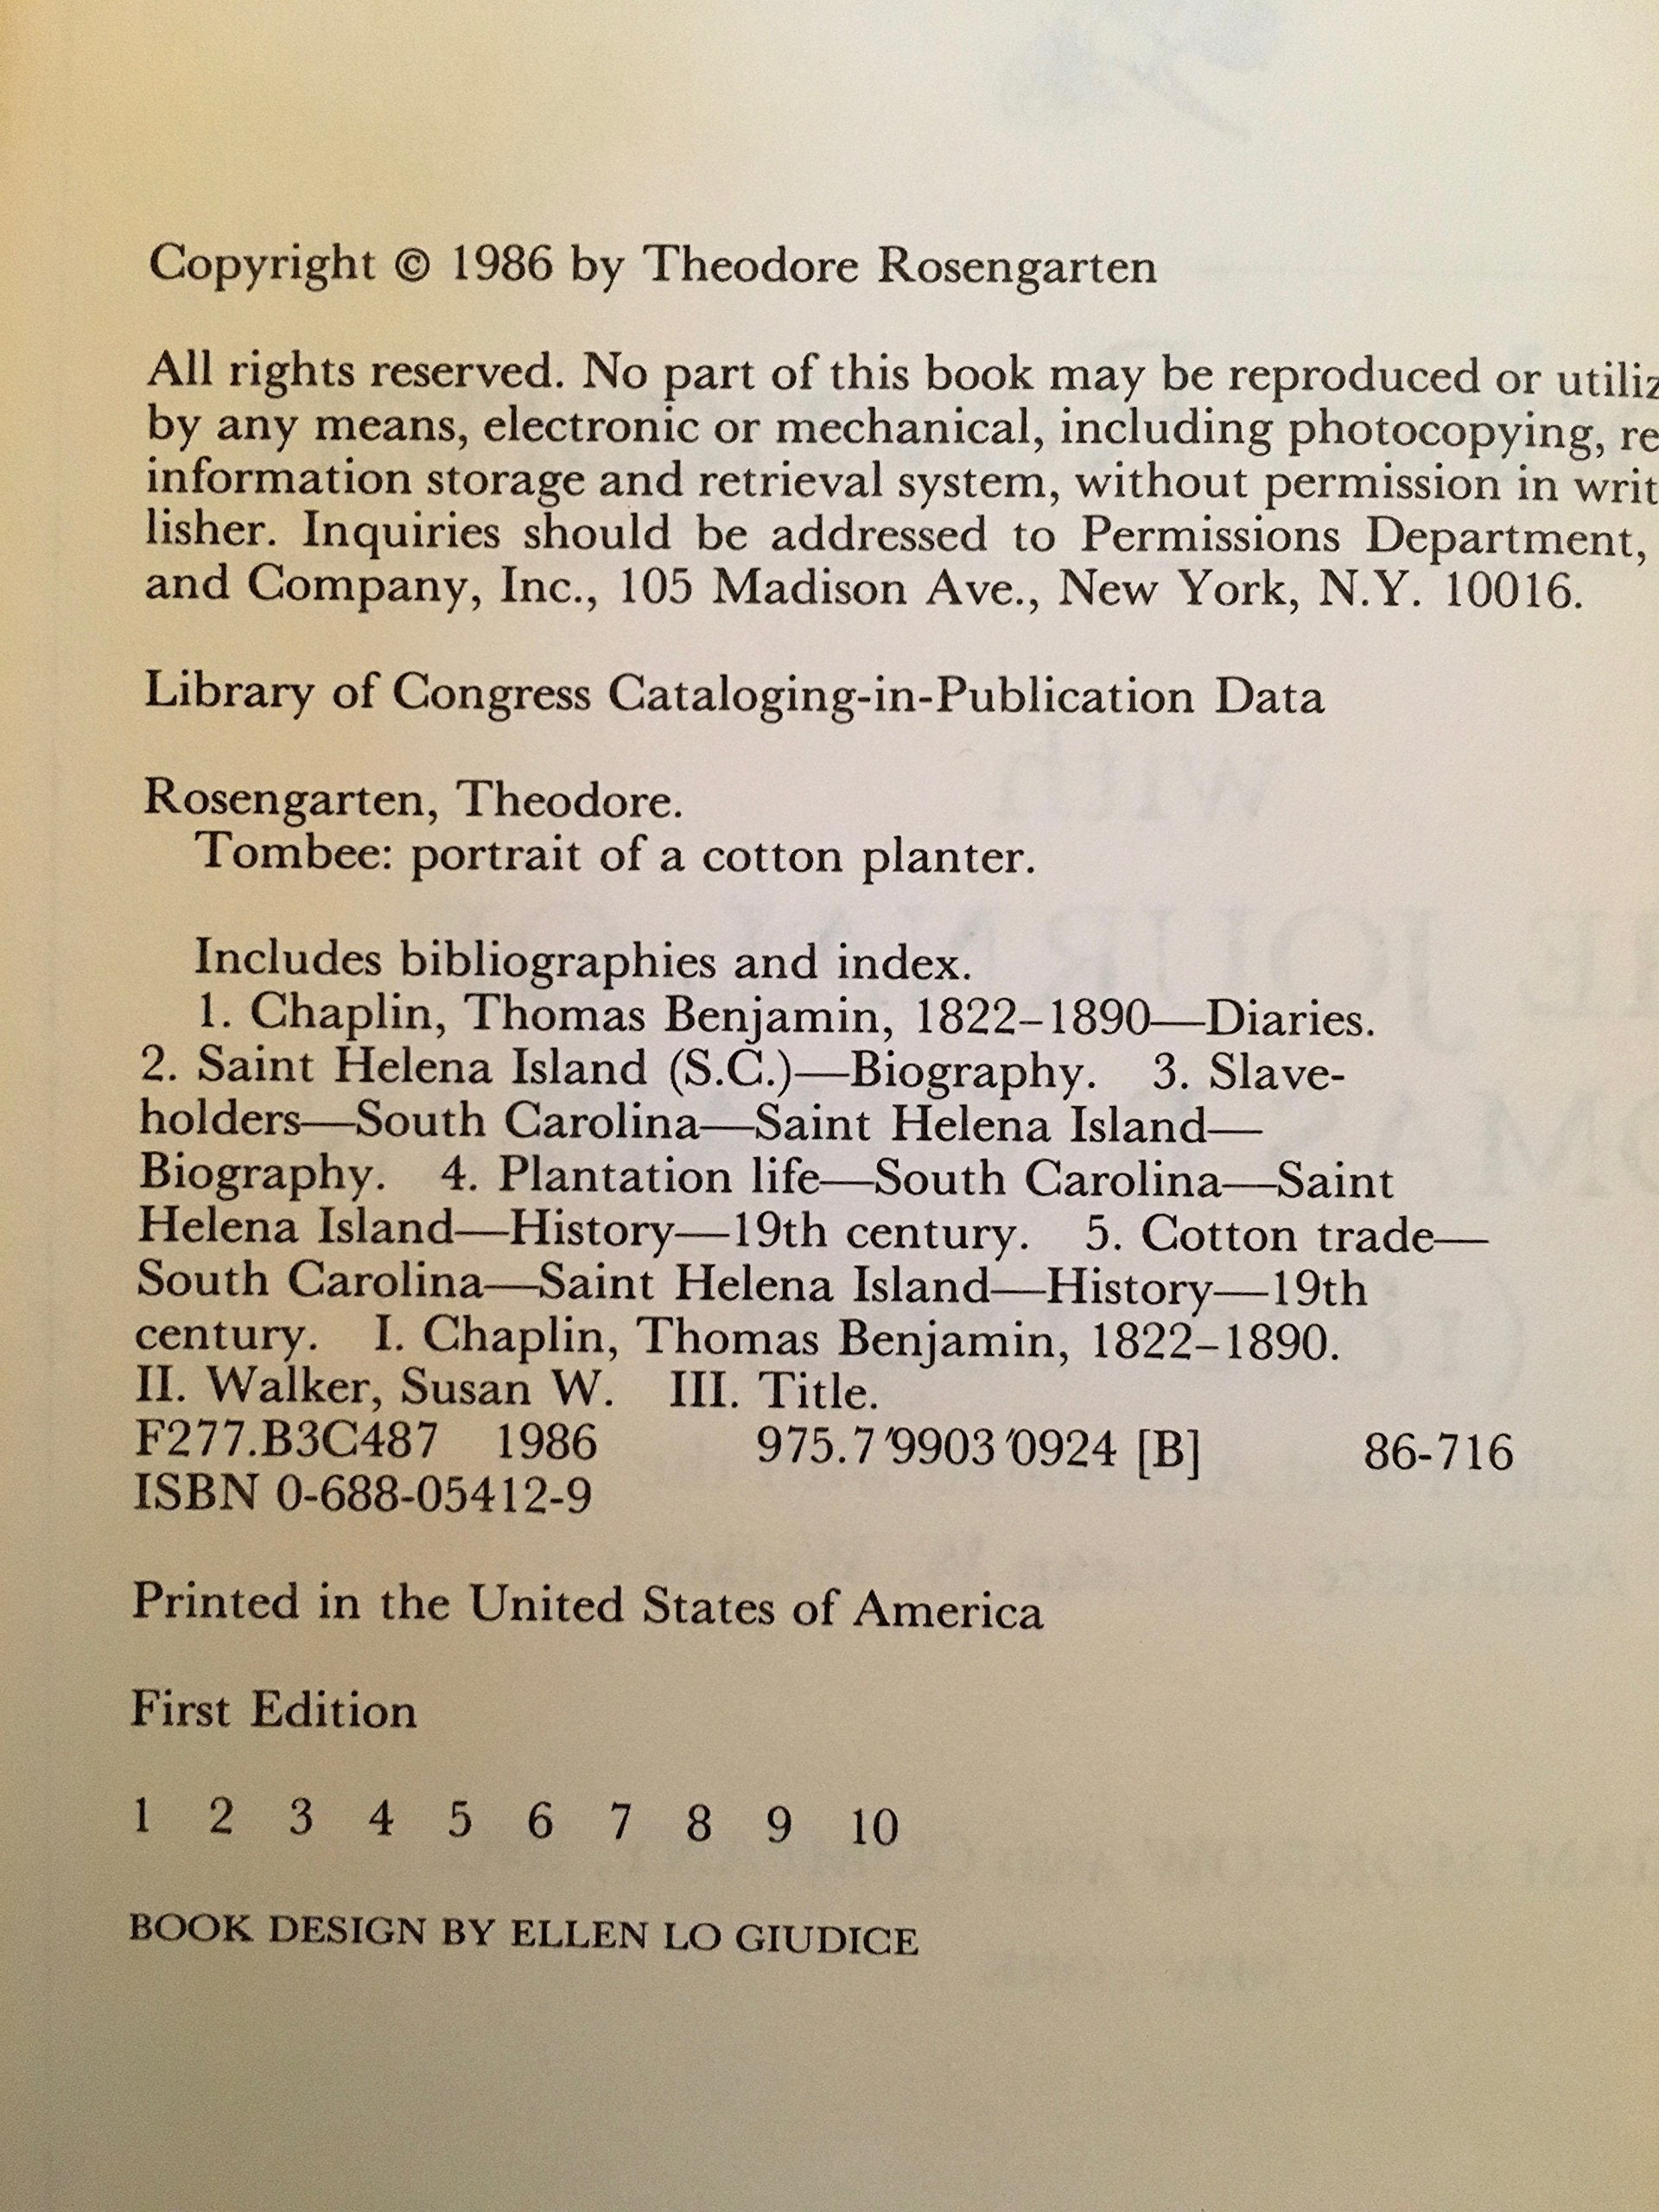 Copyright © 1986 by Theodore Rosengarten
All rights reserved. No part of this book may be reproduced or utiliz
by any means, electronic or mechanical, including photocopying, re
information storage and retrieval system, without permission in writ
lisher. Inquiries should be addressed to Permissions Department,
and Company, Inc., 105 Madison Ave., New York, N.Y. 10016.
Library of Congress Cataloging-in-Publication Data
Rosengarten, Theodore.
Tombee: portrait of a cotton planter.
Includes bibliographies and index.
1. Chaplin, Thomas Benjamin, 1822–1890—Diaries.
2. Saint Helena Island (S.C.)—Biography. 3. Slave-
holders—South Carolina—Saint Helena Island—
Biography. 4. Plantation life—South Carolina—Saint
Helena Island—History—19th century. 5. Cotton trade—
South Carolina—Saint Helena Island—History—19th
century. I. Chaplin, Thomas Benjamin, 1822–1890.
II. Walker, Susan W. III. Title.
F277.B3C487 1986 975.7′9903′0924 [B] 86-716
ISBN 0-688-05412-9
Printed in the United States of America
First Edition
1 2 3 4 5 6 7 8 9 10
BOOK DESIGN BY ELLEN LO GIUDICE